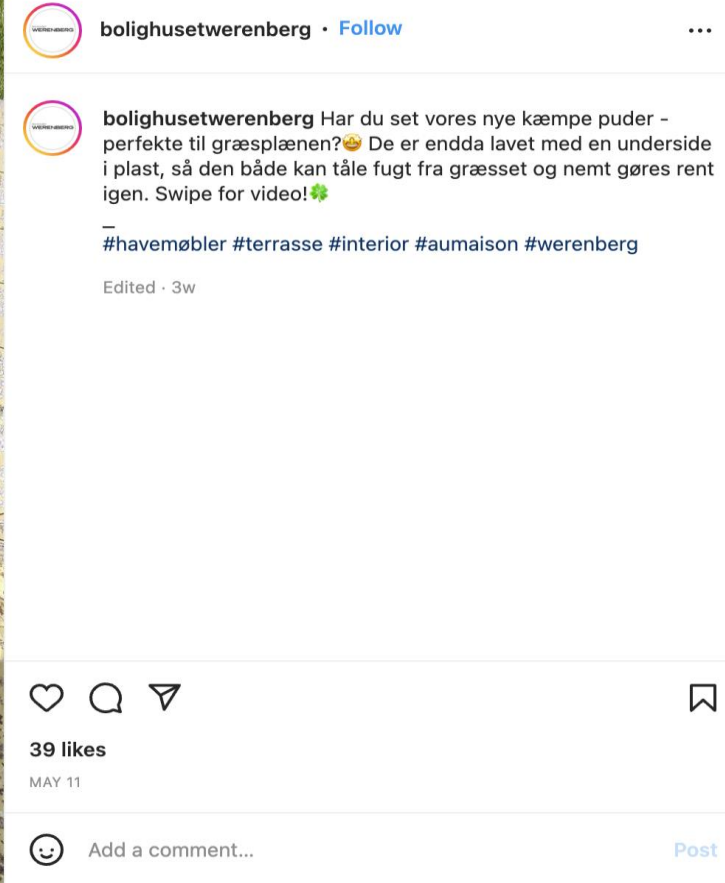 WERENBERG
bolighusetwerenberg • Follow
WERENBERG
bolighusetwerenberg Har du set vores nye kæmpe puder -
perfekte til græsplænen?🤩 De er endda lavet med en underside
i plast, så den både kan tåle fugt fra græsset og nemt gøres rent
igen. Swipe for video!🍀
_
#havemøbler #terrasse #interior #aumaison #werenberg
Edited · 3w
39 likes
MAY 11
Add a comment...
Post